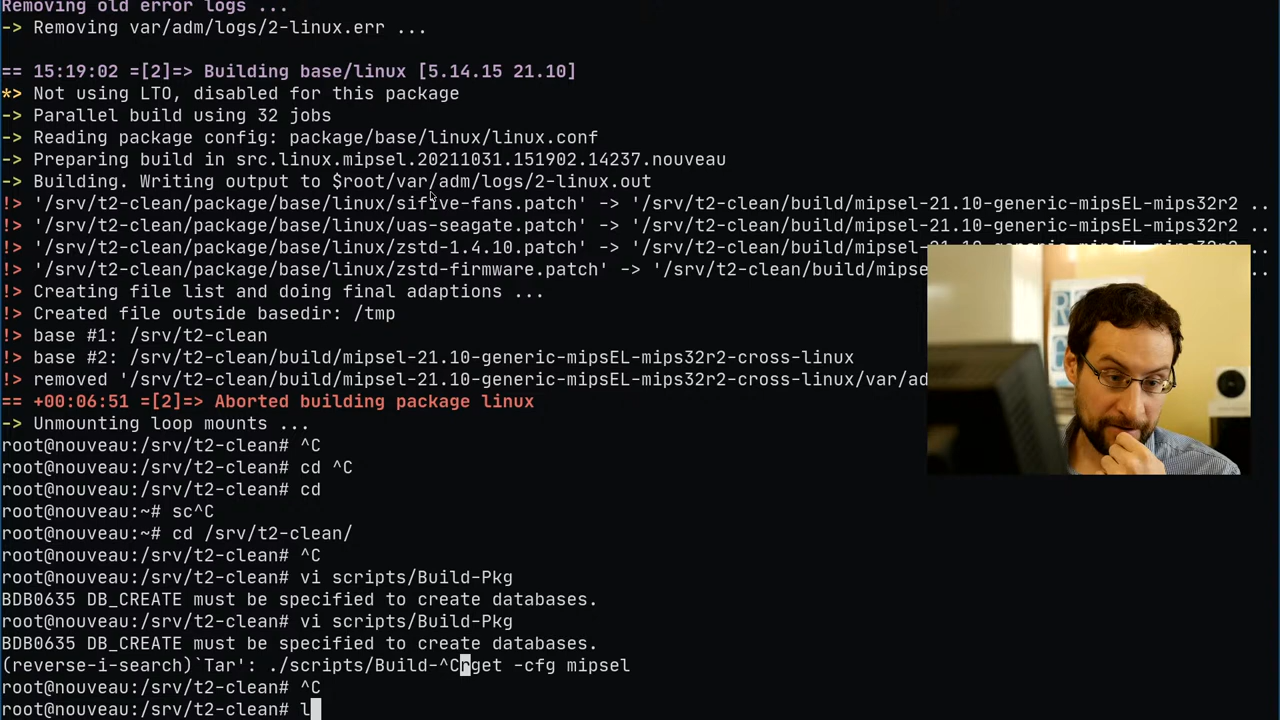 Removing old error logs ...
-> Removing var/adm/logs/2-linux.err ...
== 15:19:02 =[2]=> Building base/linux [5.14.15 21.10]
*> Not using LTO, disabled for this package
-> Parallel build using 32 jobs
-> Reading package config: package/base/linux/linux.conf
-> Preparing build in src.linux.mipsel.20211031.151902.14237.nouveau
-> Building. Writing output to $root/var/adm/logs/2-linux.out
!> '/srv/t2-clean/package/base/linux/sifive-fans.patch' -> '/srv/t2-clean/build/mipsel-21.10-generic-mipsEL-mips32r2 ..
!> '/srv/t2-clean/package/base/linux/uas-seagate.patch' -> '/srv/t2-clean/build/mipsel-21.10-generic-mipsEL-mips32r2 ..
!> '/srv/t2-clean/package/base/linux/zstd-1.4.10.patch' -> '/srv/t2-clean/build/mipsel-21.10-generic-mipsEL-mips32r2 ..
!> '/srv/t2-clean/package/base/linux/zstd-firmware.patch' -> '/srv/t2-clean/build/mipse
!> Creating file list and doing final adaptions ...
!> Created file outside basedir: /tmp
!> base #1: /srv/t2-clean
!> base #2: /srv/t2-clean/build/mipsel-21.10-generic-mipsEL-mips32r2-cross-linux
!> removed '/srv/t2-clean/build/mipsel-21.10-generic-mipsEL-mips32r2-cross-linux/var/ad
== +00:06:51 =[2]=> Aborted building package linux
-> Unmounting loop mounts ...
root@nouveau:/srv/t2-clean# ^C
root@nouveau:/srv/t2-clean# cd ^C
root@nouveau:/srv/t2-clean# cd
root@nouveau:~# sc^C
root@nouveau:~# cd /srv/t2-clean/
root@nouveau:/srv/t2-clean# ^C
root@nouveau:/srv/t2-clean# vi scripts/Build-Pkg
BDB0635 DB_CREATE must be specified to create databases.
root@nouveau:/srv/t2-clean# vi scripts/Build-Pkg
BDB0635 DB_CREATE must be specified to create databases.
(reverse-i-search)`Tar': ./scripts/Build-^Crget -cfg mipsel
root@nouveau:/srv/t2-clean# ^C
root@nouveau:/srv/t2-clean# l